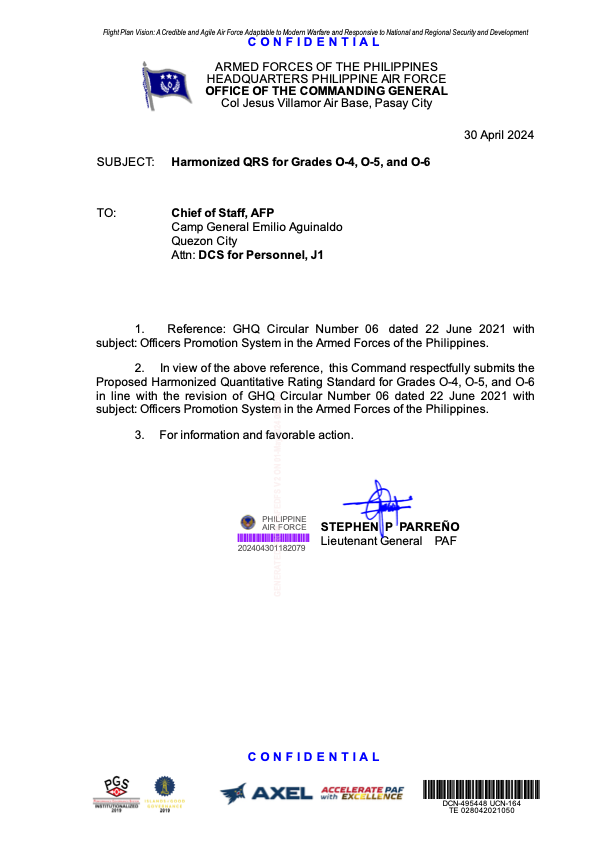 Flight Plan Vision: A Credible and Agile Air Force Adaptable to Modern Warfare and Responsive to National and Regional Security and Development
CONFIDENTIAL
ARMED FORCES OF THE PHILIPPINES
HEADQUARTERS PHILIPPINE AIR FORCE
OFFICE OF THE COMMANDING GENERAL
Col Jesus Villamor Air Base, Pasay City
30 April 2024
SUBJECT: Harmonized QRS for Grades O-4, O-5, and O-6
TO: Chief of Staff, AFP
Camp General Emilio Aguinaldo
Quezon City
Attn: DCS for Personnel, J1
1. Reference: GHQ Circular Number 06 dated 22 June 2021 with
subject: Officers Promotion System in the Armed Forces of the Philippines.
2. In view of the above reference, this Command respectfully submits the
Proposed Harmonized Quantitative Rating Standard for Grades O-4, O-5, and O-6
in line with the revision of GHQ Circular Number 06 dated 22 June 2021 with
subject: Officers Promotion System in the Armed Forces of the Philippines.
3. For information and favorable action.
PHILIPPINE
AIR FORCE
202404301182079
STEPHEN P PARREÑO
Lieutenant General PAF
CONFIDENTIAL
PGS
INSTITUTIONALIZED
2019
2019
AXEL
ACCELERATE PAF
with EXCELLENCE
DCN-495448 UCN-164
TE 028042021050